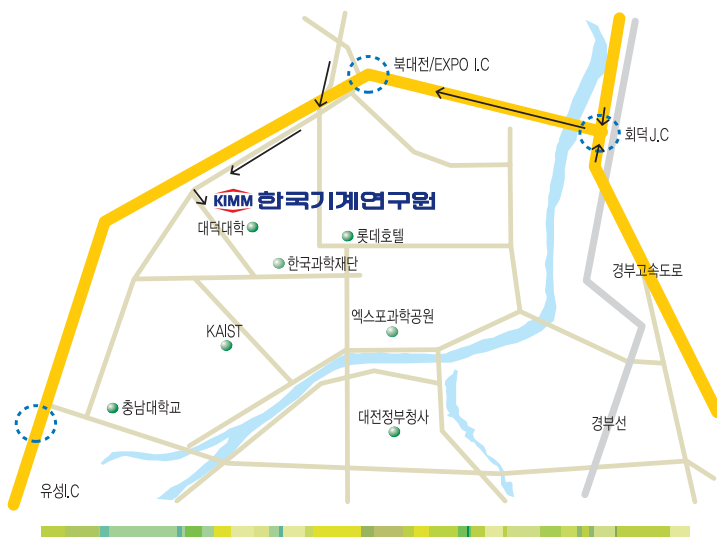 북대전/EXPO I.C
회덕J.C
KIMM 한국기계연구원
대덕대학
롯데호텔
한국과학재단
경부고속도로
엑스포과학공원
KAIST
충남대학교
대전정부청사
경부선
유성I.C